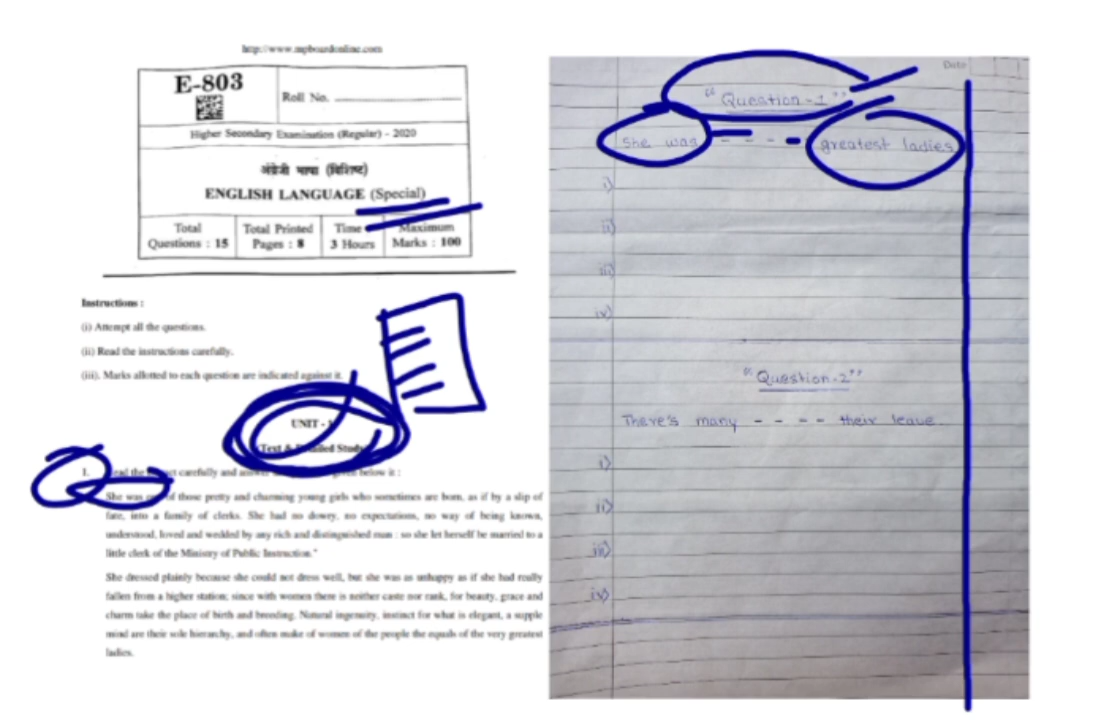 http://www.mpboardonline.com
E-803
Roll No.
Higher Secondary Examination (Regular) - 2020
अंग्रेजी भाषा (विशिष्ट)
ENGLISH LANGUAGE (Special)
Total Questions : 15
Total Printed Pages : 8
Time 3 Hours
Maximum Marks : 100
Instructions :
(i) Attempt all the questions.
(ii) Read the instructions carefully.
(iii). Marks allotted to each question are indicated against it.
UNIT -
(Text & Detailed Study
1. Read the carefully and below it :
She was of those pretty and charming young girls who sometimes are born, as if by a slip of
fate, into a family of clerks. She had no dowry, no expectations, no way of being known,
understood, loved and wedded by any rich and distinguished man : so she let herself be married to a
little clerk of the Ministry of Public Instruction."
She dressed plainly because she could not dress well, but she was as unhappy as if she had really
fallen from a higher station; since with women there is neither caste nor rank, for beauty, grace and
charm take the place of birth and breeding. Natural ingenuity, instinct for what is elegant, a supple
mind are their sole hierarchy, and often make of women of the people the equals of the very greatest
ladies.
Date
"Question-1"
She was - - - - greatest ladies.
i)
ii)
iii)
iv)
"Question-2"
There's many - - - - their leave.
i)
ii)
iii)
iv)